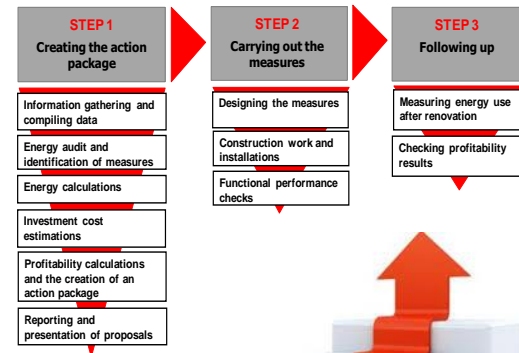 STEP 1
Creating the action
package
Information gathering and
compiling data
Energy audit and
identification of measures
Energy calculations
Investment cost
estimations
Profitability calculations
and the creation of an
action package
Reporting and
presentation of proposals
STEP 2
Carrying out the
measures
Designing the measures
Construction work and
installations
Functional performance
checks
STEP 3
Following up
Measuring energy use
after renovation
Checking profitability
results